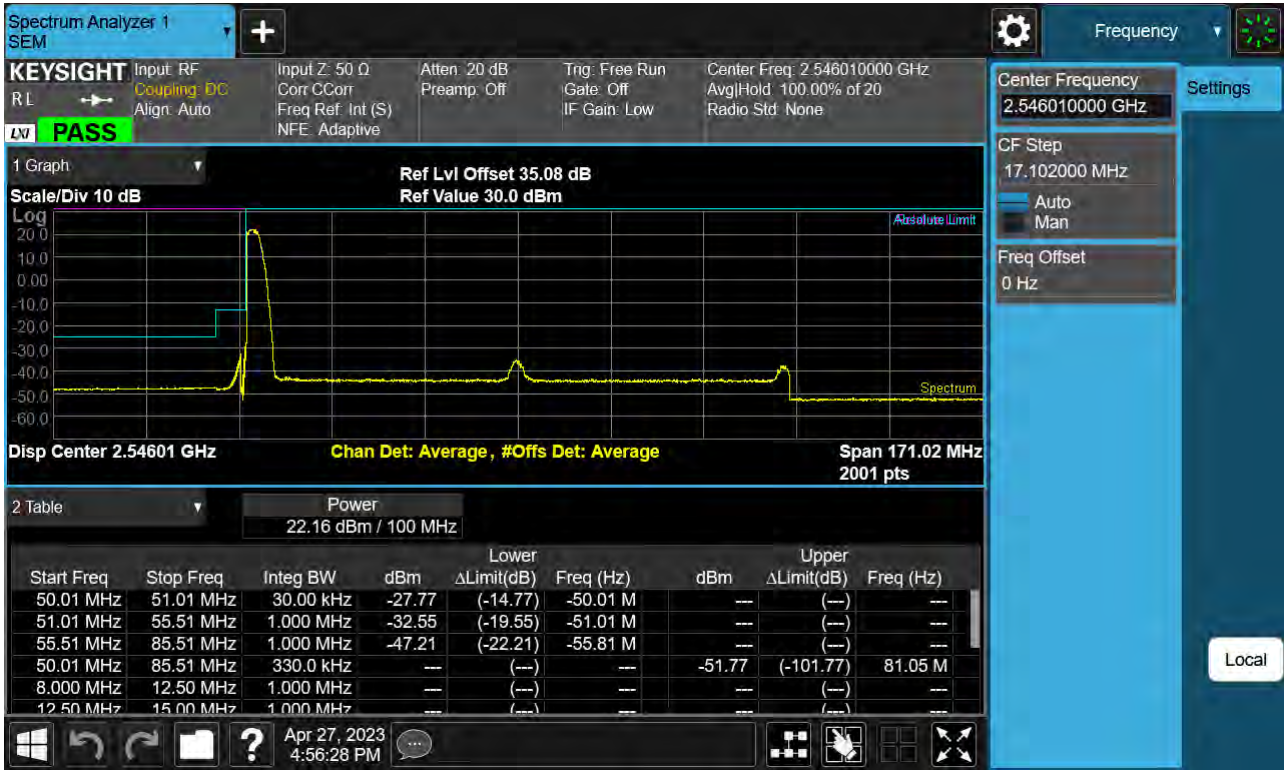 Spectrum Analyzer 1
SEM
Frequency
KEYSIGHT
RL
LXI
PASS
Input: RF
Coupling: DC
Align: Auto
Input Z: 50 Ω
Corr CCorr
Freq Ref: Int (S)
NFE: Adaptive
Atten: 20 dB
Preamp: Off
Trig: Free Run
Gate: Off
IF Gain: Low
Center Freq: 2.546010000 GHz
Avg|Hold: 100.00% of 20
Radio Std: None
Center Frequency
2.546010000 GHz
Settings
CF Step
17.102000 MHz
Auto
Man
Freq Offset
0 Hz
Local
1 Graph
Scale/Div 10 dB
Ref Lvl Offset 35.08 dB
Ref Value 30.0 dBm
Log
20.0
10.0
0.00
-10.0
-20.0
-30.0
-40.0
-50.0
-60.0
Limit
Spectrum
Disp Center 2.54601 GHz
Chan Det: Average , #Offs Det: Average
Span 171.02 MHz
2001 pts
2 Table
Power
22.16 dBm / 100 MHz
Lower Upper
Start Freq Stop Freq Integ BW dBm ΔLimit(dB) Freq (Hz) dBm ΔLimit(dB) Freq (Hz)
50.01 MHz 51.01 MHz 30.00 kHz -27.77 (-14.77) -50.01 M --- (---) ---
51.01 MHz 55.51 MHz 1.000 MHz -32.55 (-19.55) -51.01 M --- (---) ---
55.51 MHz 85.51 MHz 1.000 MHz -47.21 (-22.21) -55.81 M --- (---) ---
50.01 MHz 85.51 MHz 330.0 kHz --- (---) --- -51.77 (-101.77) 81.05 M
8.000 MHz 12.50 MHz 1.000 MHz --- (---) --- --- (---) ---
12.50 MHz 15.00 MHz 1.000 MHz --- (---) --- --- (---) ---
Apr 27, 2023
4:56:28 PM